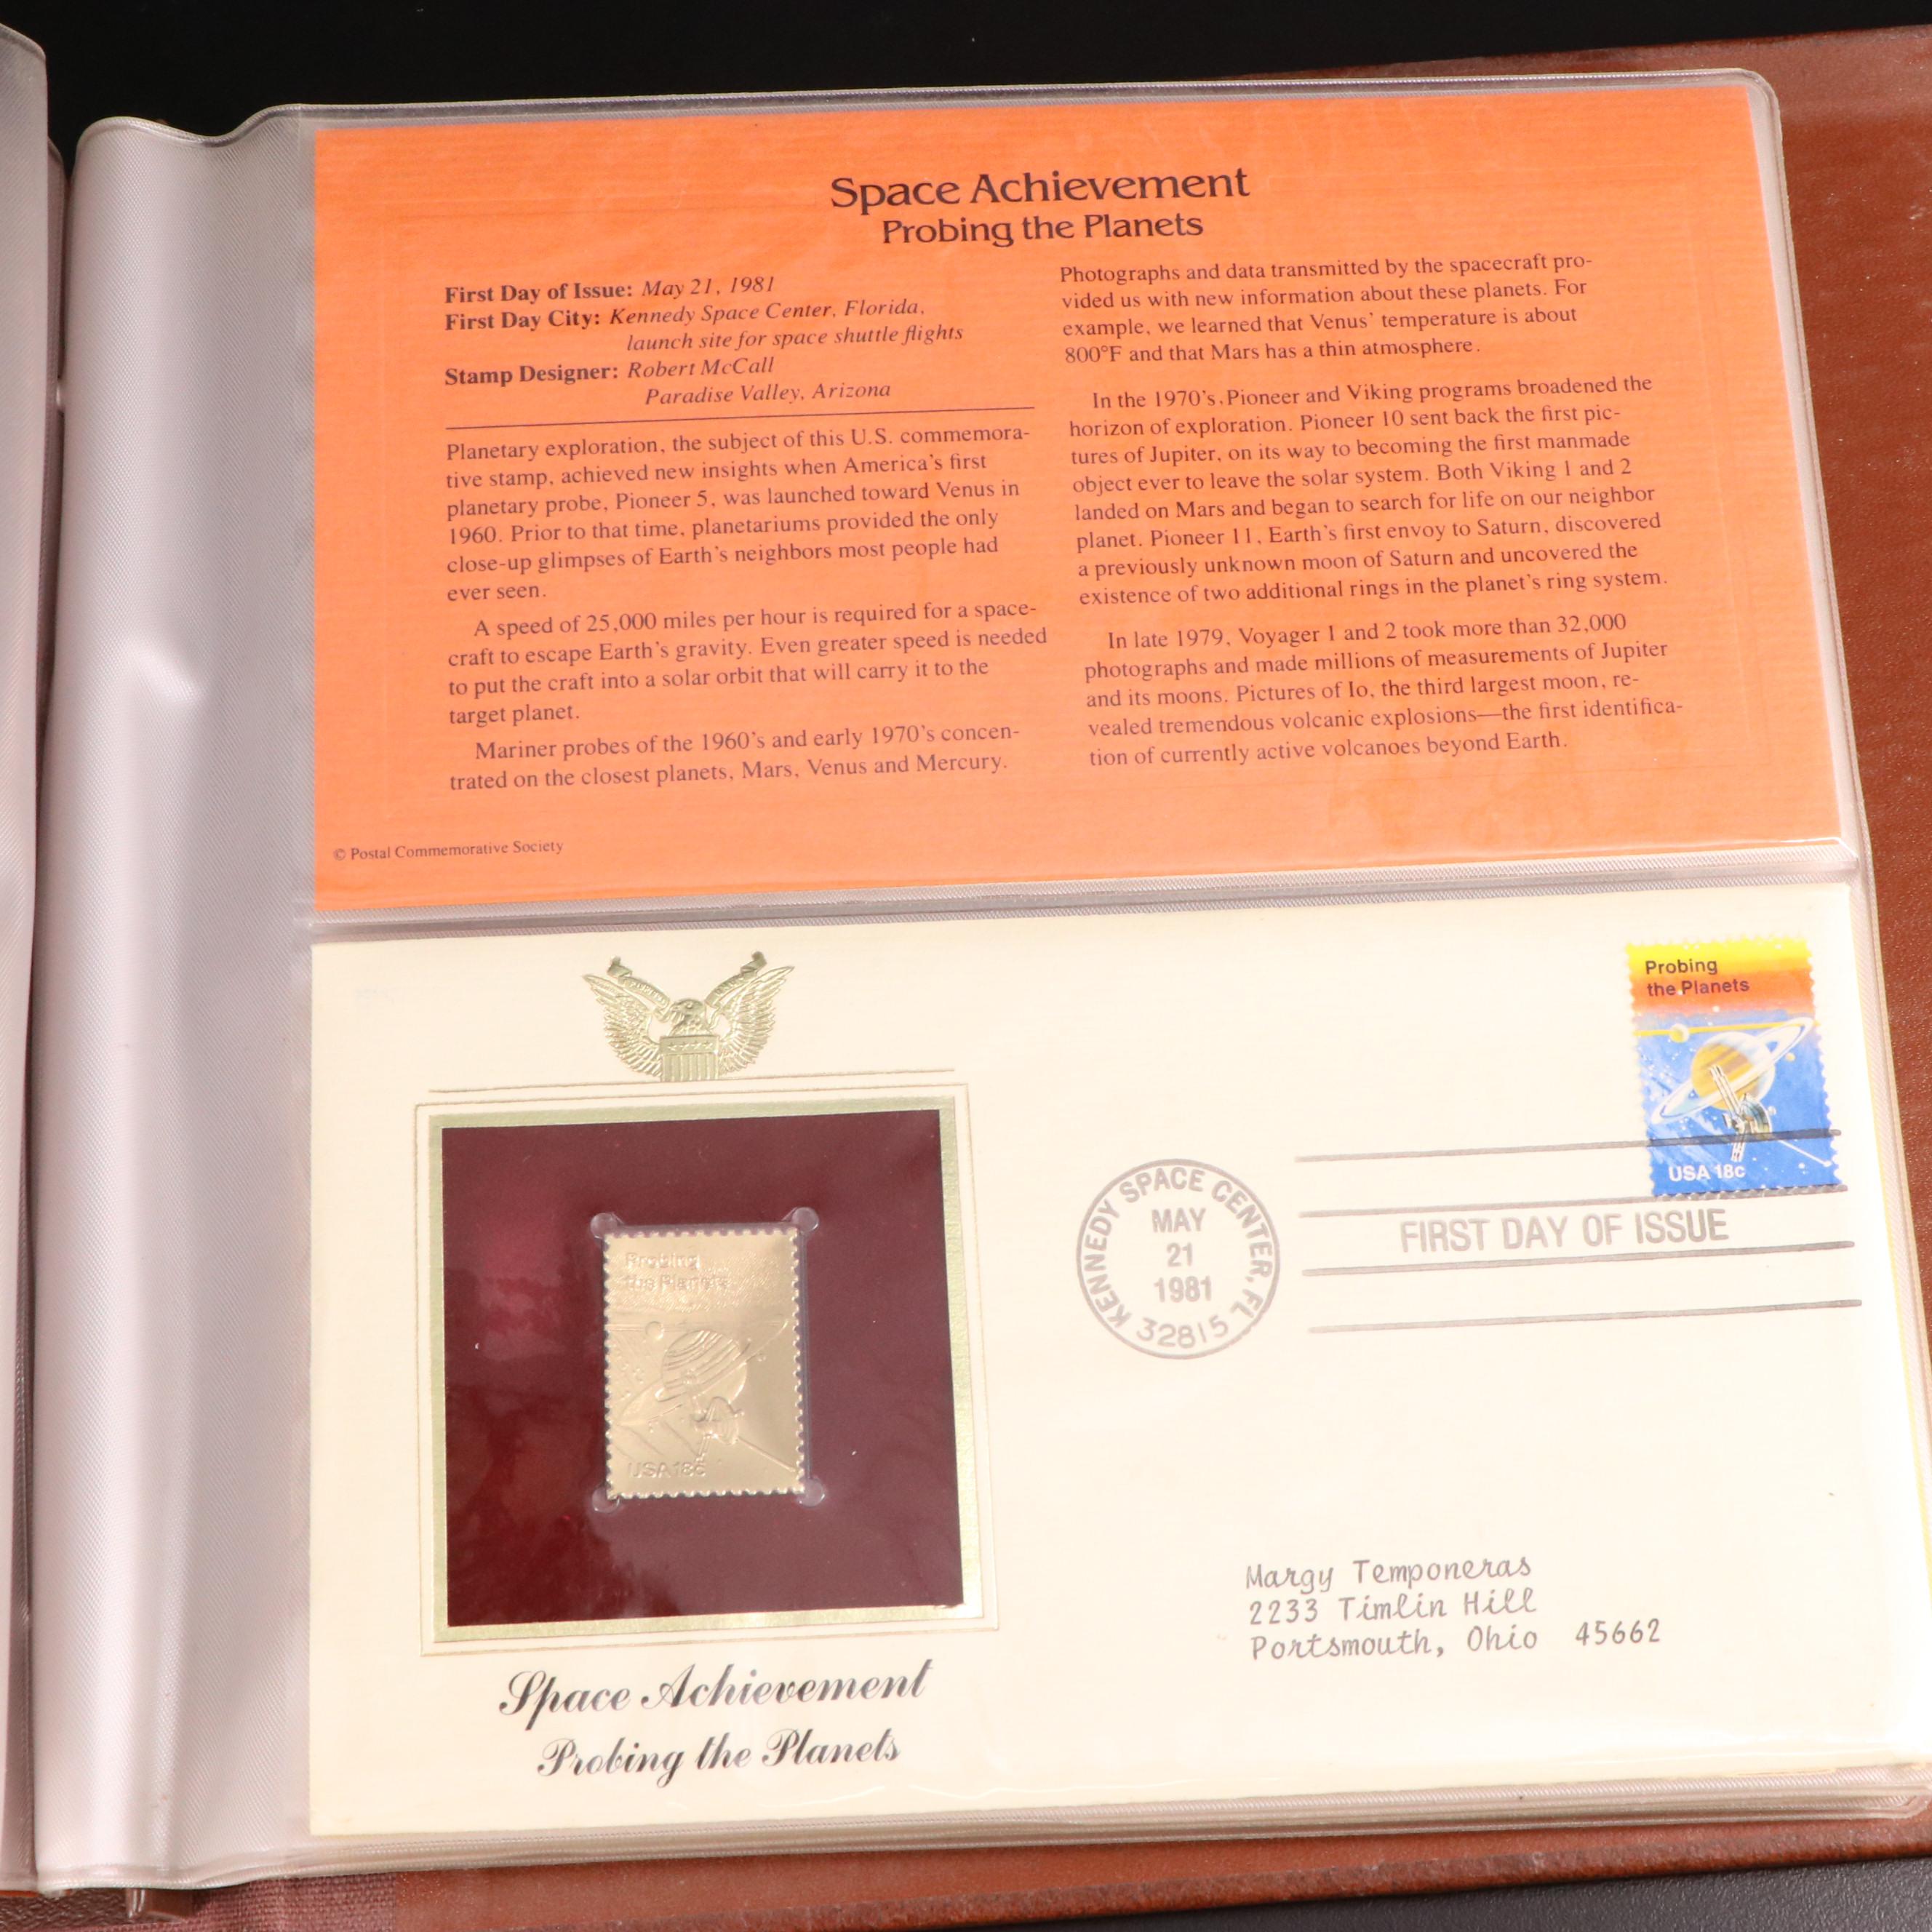 Space Achievement
Probing the Planets
First Day of Issue: May 21, 1981
First Day City: Kennedy Space Center, Florida,
launch site for space shuttle flights
Stamp Designer: Robert McCall
Paradise Valley, Arizona
Planetary exploration, the subject of this U.S. commemora-
tive stamp, achieved new insights when America's first
planetary probe, Pioneer 5, was launched toward Venus in
1960. Prior to that time, planetariums provided the only
close-up glimpses of Earth's neighbors most people had
ever seen.
A speed of 25,000 miles per hour is required for a space-
craft to escape Earth's gravity. Even greater speed is needed
to put the craft into a solar orbit that will carry it to the
target planet.
Mariner probes of the 1960's and early 1970's concen-
trated on the closest planets, Mars, Venus and Mercury.
Photographs and data transmitted by the spacecraft pro-
vided us with new information about these planets. For
example, we learned that Venus' temperature is about
800°F and that Mars has a thin atmosphere.
In the 1970's, Pioneer and Viking programs broadened the
horizon of exploration. Pioneer 10 sent back the first pic-
tures of Jupiter, on its way to becoming the first manmade
object ever to leave the solar system. Both Viking 1 and 2
landed on Mars and began to search for life on our neighbor
planet. Pioneer 11, Earth's first envoy to Saturn, discovered
a previously unknown moon of Saturn and uncovered the
existence of two additional rings in the planet's ring system.
In late 1979, Voyager 1 and 2 took more than 32,000
photographs and made millions of measurements of Jupiter
and its moons. Pictures of Io, the third largest moon, re-
vealed tremendous volcanic explosions—the first identifica-
tion of currently active volcanoes beyond Earth.
© Postal Commemorative Society
Probing
the Planets
USA 18c
KENNEDY SPACE CENTER, FL
MAY
21
1981
32815
FIRST DAY OF ISSUE
Probing
the Planets
USA 18c
Margy Temponeras
2233 Timlin Hill
Portsmouth, Ohio 45662
Space Achievement
Probing the Planets